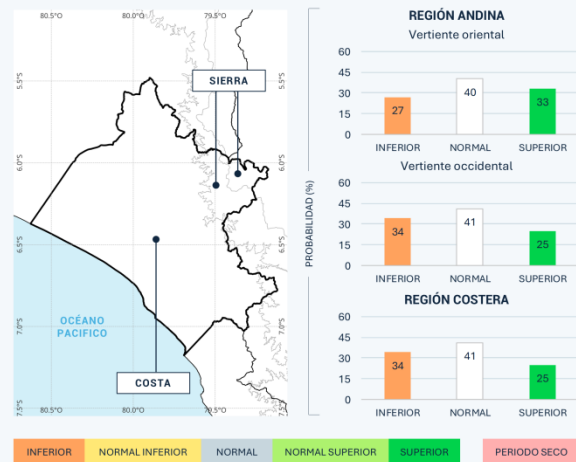 80.5°O 80.0°O 79.5°O
5.5°S 5.5°S
SIERRA
6.0°S 6.0°S
6.5°S 6.5°S
OCÉANO
PACIFICO
7.0°S 7.0°S
COSTA
7.5°S 7.5°S
80.5°O 80.0°O 79.5°O
PROBABILIDAD (%)
REGIÓN ANDINA
Vertiente oriental
60
45
30
15
0
27
40
33
INFERIOR NORMAL SUPERIOR
Vertiente occidental
60
45
30
15
0
34
41
25
INFERIOR NORMAL SUPERIOR
REGIÓN COSTERA
60
45
30
15
0
34
41
25
INFERIOR NORMAL SUPERIOR
INFERIOR NORMAL INFERIOR NORMAL NORMAL SUPERIOR SUPERIOR PERIODO SECO